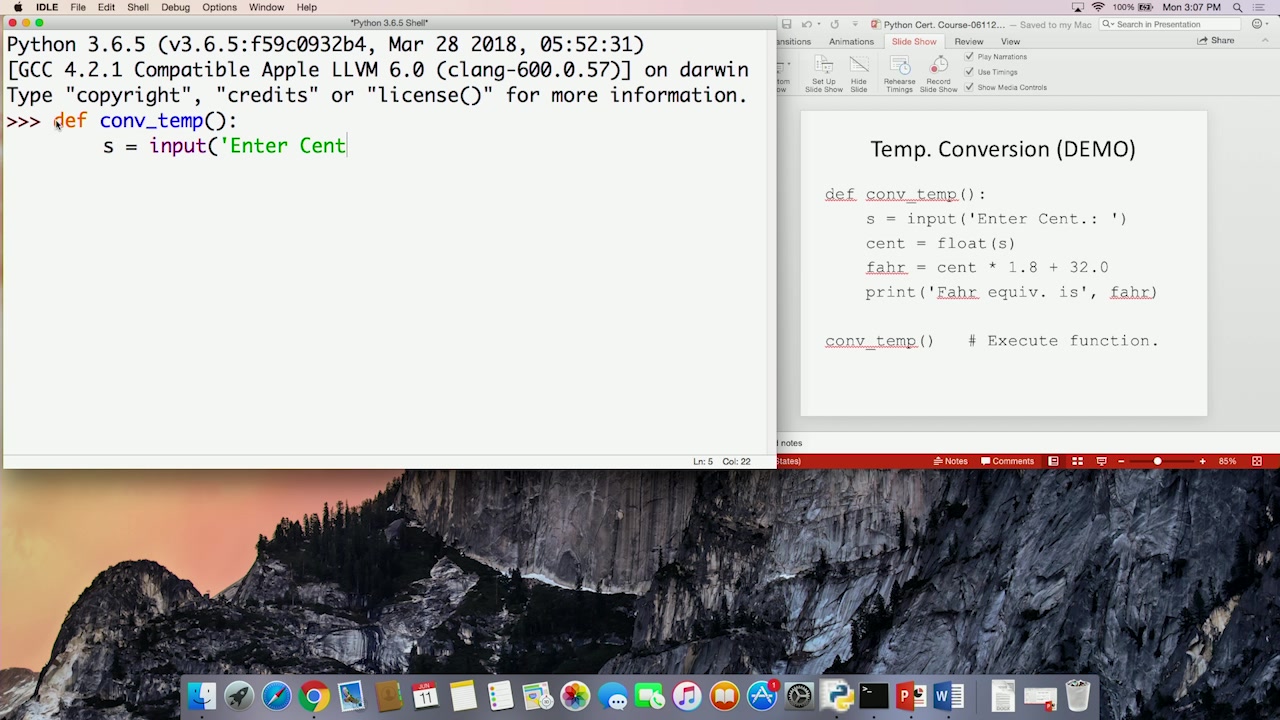 IDLE File Edit Shell Debug Options Window Help 100% Mon 3:07 PM
*Python 3.6.5 Shell*
Python 3.6.5 (v3.6.5:f59c0932b4, Mar 28 2018, 05:52:31)
[GCC 4.2.1 Compatible Apple LLVM 6.0 (clang-600.0.57)] on darwin
Type "copyright", "credits" or "license()" for more information.
>>> def conv_temp():
s = input('Enter Cent
Ln: 5 Col: 22
Python Cert. Course-06112... — Saved to my Mac
Search in Presentation
nsitions Animations Slide Show Review View Share
om
ow
Set Up
Slide Show
Hide
Slide
Rehearse
Timings
Record
Slide Show
Play Narrations
Use Timings
Show Media Controls
Temp. Conversion (DEMO)
def conv_temp():
s = input('Enter Cent.: ')
cent = float(s)
fahr = cent * 1.8 + 32.0
print('Fahr equiv. is', fahr)
conv_temp() # Execute function.
d notes
States) Notes Comments 85%
JUN
11
1